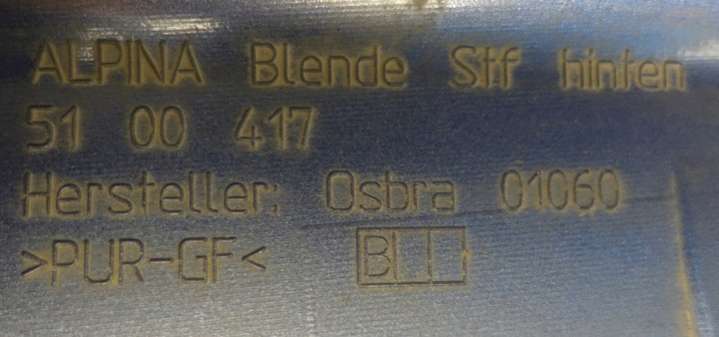 ALPINA Blende Stf hinten
51 00 417
Hersteller: Osbra 01060
>PUR-GF< B